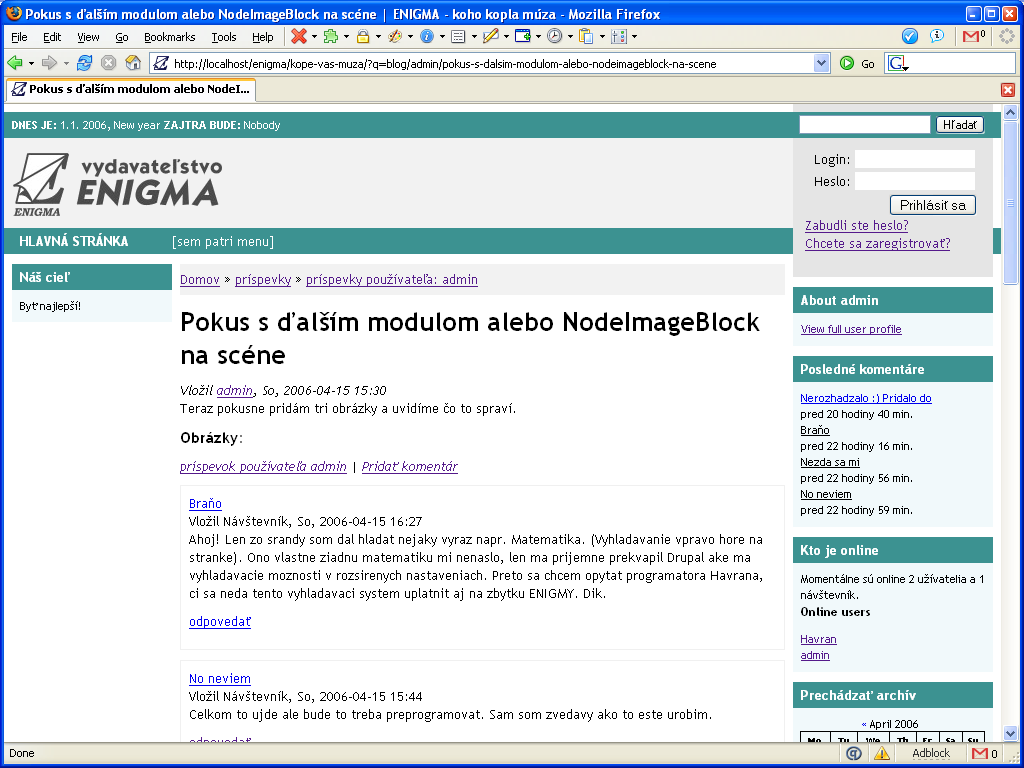 Pokus s ďalším modulom alebo NodeImageBlock na scéne | ENIGMA - koho kopla múza - Mozilla Firefox
File Edit View Go Bookmarks Tools Help
0
http://localhost/enigma/kope-vas-muza/?q=blog/admin/pokus-s-dalsim-modulom-alebo-nodeimageblock-na-scene
Go
G
Pokus s ďalším modulom alebo NodeI...
DNES JE: 1.1. 2006, New year ZAJTRA BUDE: Nobody
Hľadať
vydavateľstvo
ENIGMA
ENIGMA
Login:
Heslo:
Prihlásiť sa
Zabudli ste heslo?
Chcete sa zaregistrovať?
HLAVNÁ STRÁNKA
[sem patri menu]
Náš cieľ
Byť najlepší!
Domov » príspevky » príspevky používateľa: admin
Pokus s ďalším modulom alebo NodeImageBlock
na scéne
Vložil admin, So, 2006-04-15 15:30
Teraz pokusne pridám tri obrázky a uvidíme čo to spraví.
Obrázky:
príspevok používateľa admin | Pridať komentár
Braňo
Vložil Návštevník, So, 2006-04-15 16:27
Ahoj! Len zo srandy som dal hladat nejaky vyraz napr. Matematika. (Vyhladavanie vpravo hore na
stranke). Ono vlastne ziadnu matematiku mi nenaslo, len ma prijemne prekvapil Drupal ake ma
vyhladavacie moznosti v rozsirenych nastaveniach. Preto sa chcem opytat programatora Havrana,
ci sa neda tento vyhladavaci system uplatnit aj na zbytku ENIGMY. Dik.
odpovedať
No neviem
Vložil Návštevník, So, 2006-04-15 15:44
Celkom to ujde ale bude to treba preprogramovat. Sam som zvedavy ako to este urobim.
odpovedať
About admin
View full user profile
Posledné komentáre
Nerozhadzalo :) Pridalo do
pred 20 hodiny 40 min.
Braňo
pred 22 hodiny 16 min.
Nezda sa mi
pred 22 hodiny 56 min.
No neviem
pred 22 hodiny 59 min.
Kto je online
Momentálne sú online 2 užívatelia a 1
návštevník.
Online users
Havran
admin
Prechádzať archív
« April 2006
Mo Tu We Th Fr Sa Su
Done
Adblock
0